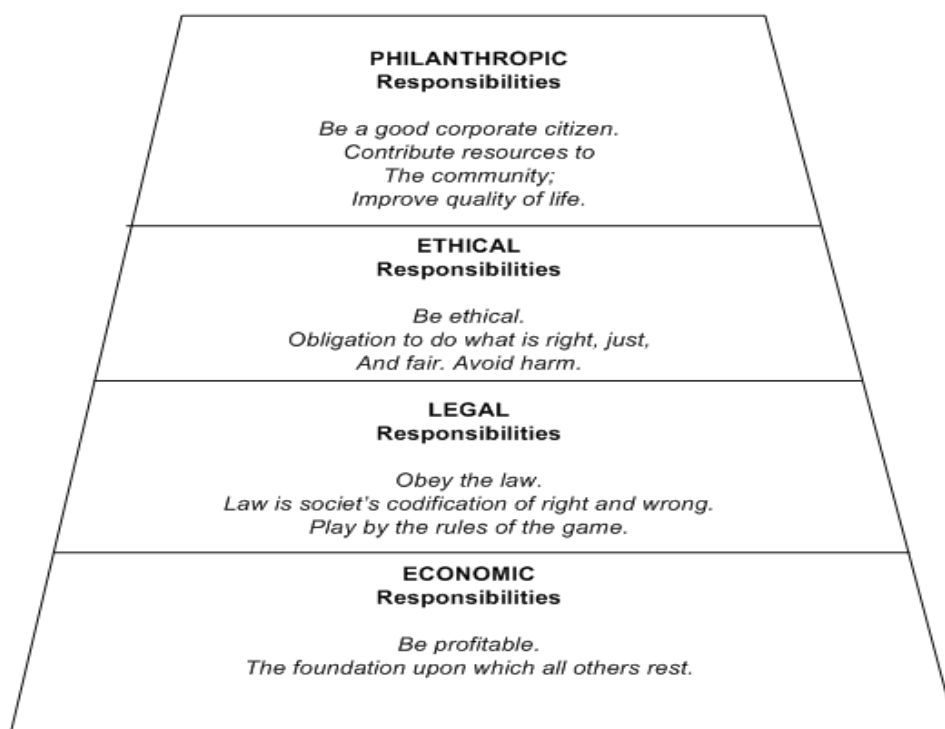 PHILANTHROPIC
Responsibilities
Be a good corporate citizen.
Contribute resources to
The community;
Improve quality of life.
ETHICAL
Responsibilities
Be ethical.
Obligation to do what is right, just,
And fair. Avoid harm.
LEGAL
Responsibilities
Obey the law.
Law is societ's codification of right and wrong.
Play by the rules of the game.
ECONOMIC
Responsibilities
Be profitable.
The foundation upon which all others rest.